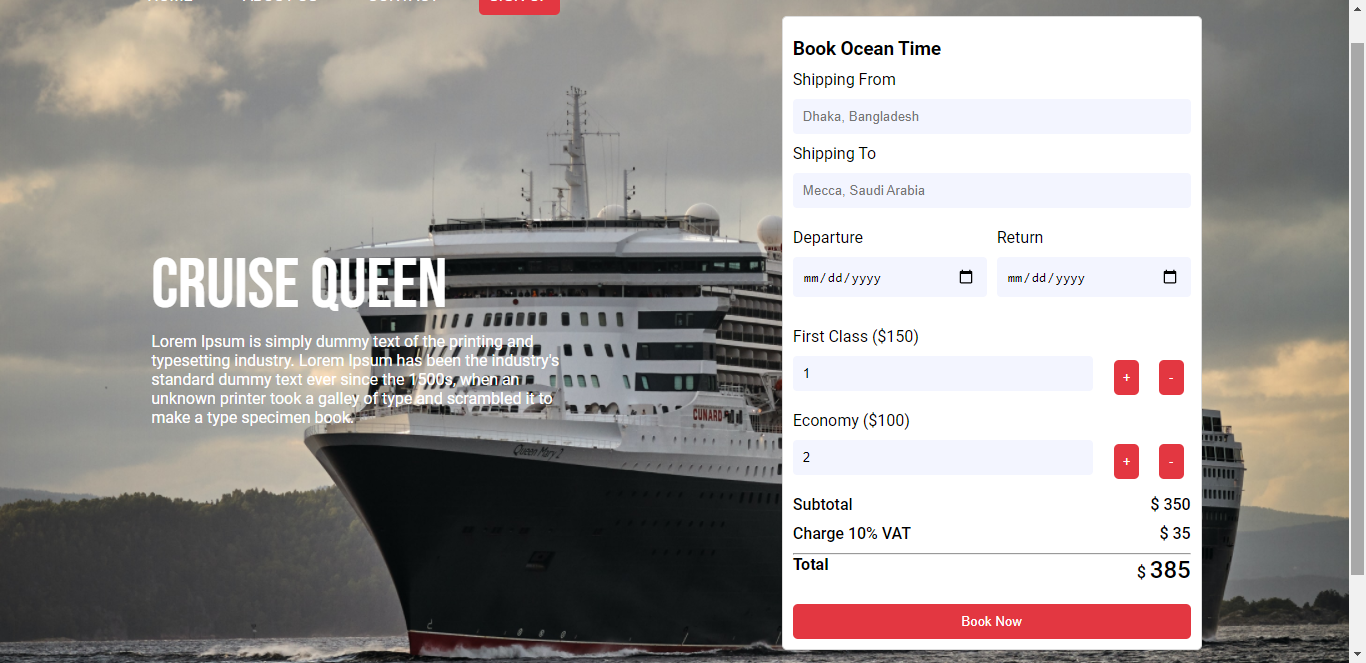 HOME ABOUT US CONTACT SIGN UP
Book Ocean Time
Shipping From
Dhaka, Bangladesh
Shipping To
Mecca, Saudi Arabia
Departure Return
mm/dd/yyyy mm/dd/yyyy
First Class ($150)
1 + -
Economy ($100)
2 + -
Subtotal $ 350
Charge 10% VAT $ 35
Total $ 385
Book Now
CRUISE QUEEN
Lorem Ipsum is simply dummy text of the printing and
typesetting industry. Lorem Ipsum has been the industry's
standard dummy text ever since the 1500s, when an
unknown printer took a galley of type and scrambled it to
make a type specimen book.
CUNARD
Queen Mary 2